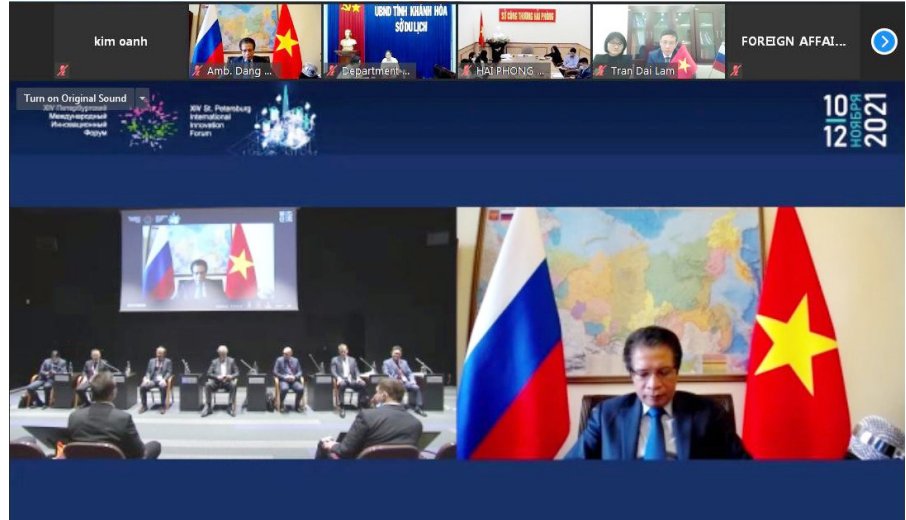 kim oanh
Amb. Dang ...
UBND TỈNH KHÁNH HÒA
SỞ DU LỊCH
Department ...
SỞ CÔNG THƯƠNG HẢI PHÒNG
HAI PHONG ...
Tran Dai Lam
FOREIGN AFFAI...
Turn on Original Sound
XIV Петербургский
Международный
Инновационный
Форум
XIV St. Petersburg
International
Innovation
Forum
10
12
НОЯБРЯ
2021